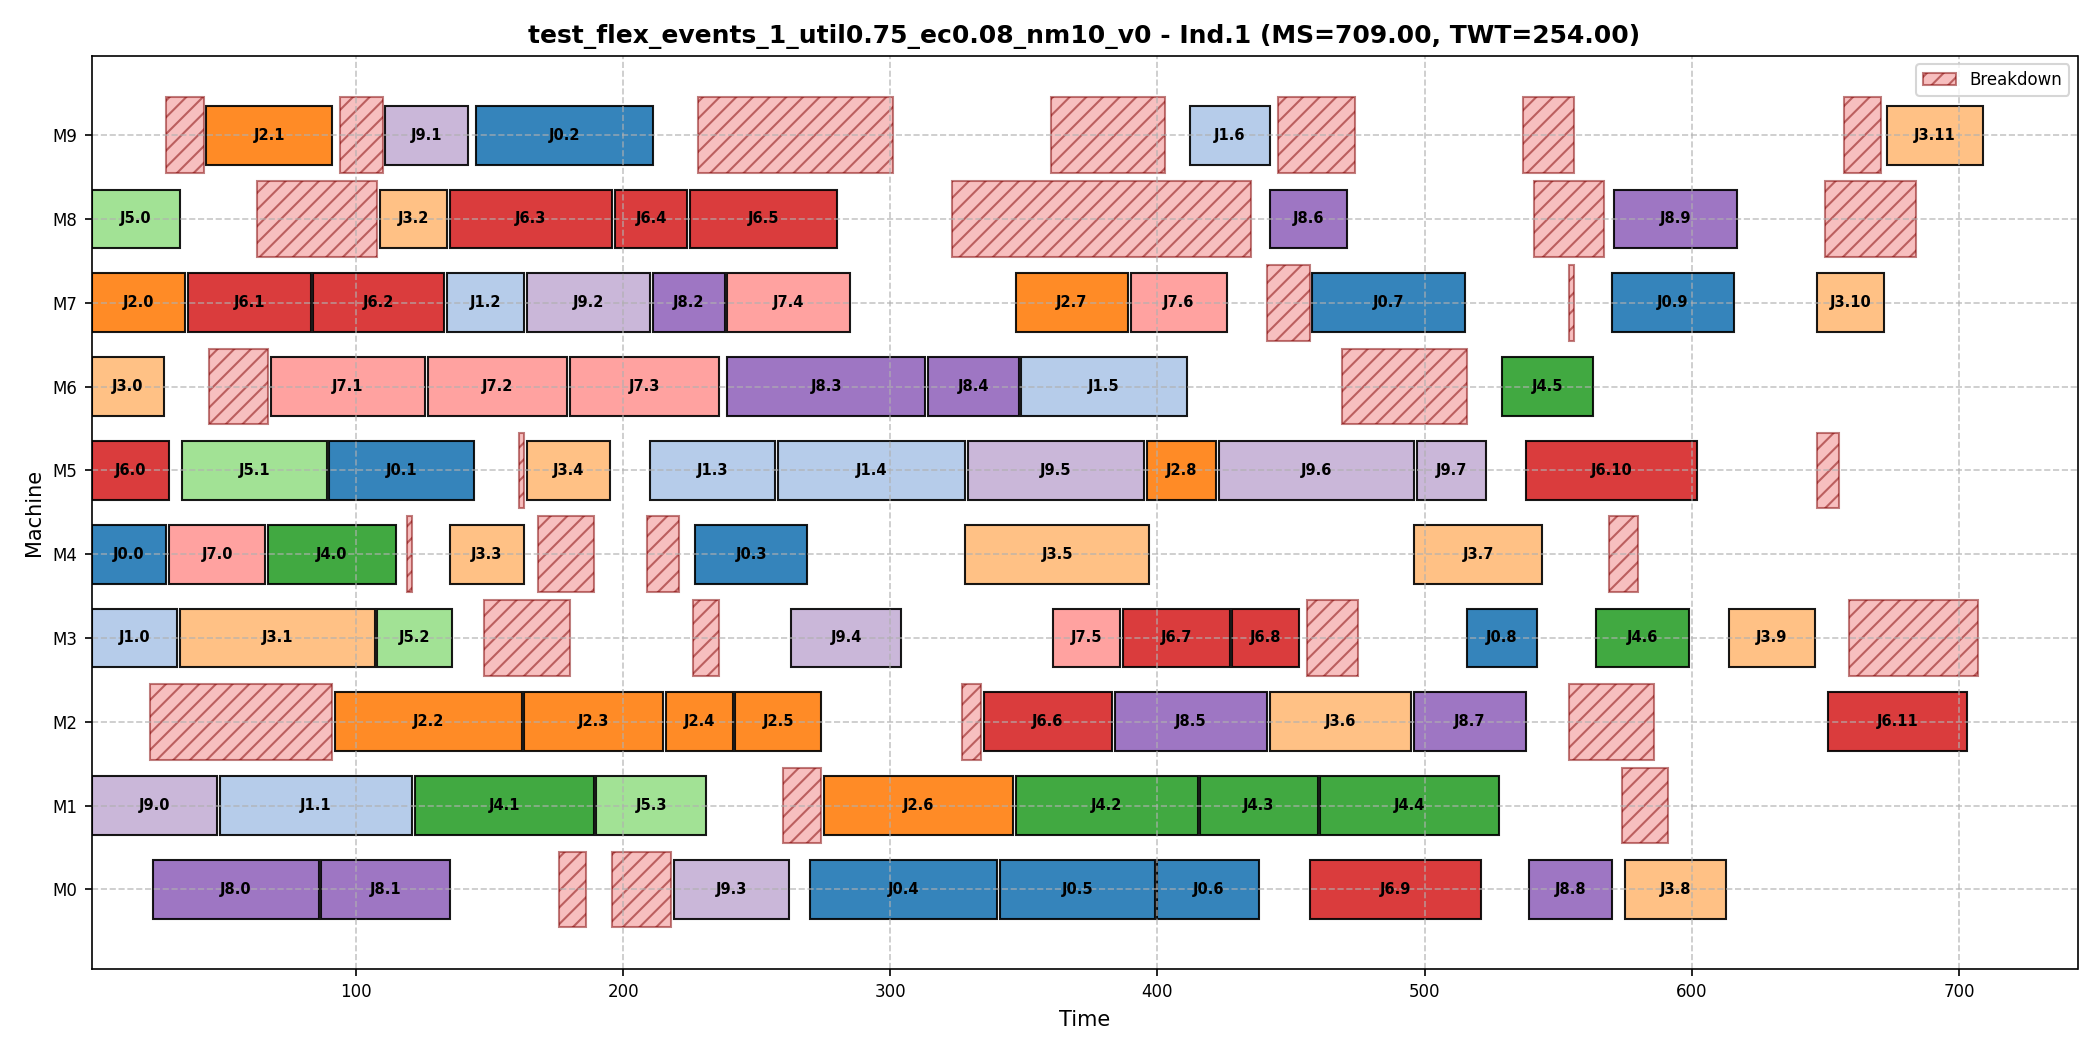 test_flex_events_1_util0.75_ec0.08_nm10_v0 - Ind.1 (MS=709.00, TWT=254.00)
Breakdown
M9 J2.1 J9.1 J0.2 J1.6 J3.11
M8 J5.0 J3.2 J6.3 J6.4 J6.5 J8.6 J8.9
M7 J2.0 J6.1 J6.2 J1.2 J9.2 J8.2 J7.4 J2.7 J7.6 J0.7 J0.9 J3.10
M6 J3.0 J7.1 J7.2 J7.3 J8.3 J8.4 J1.5 J4.5
M5 J6.0 J5.1 J0.1 J3.4 J1.3 J1.4 J9.5 J2.8 J9.6 J9.7 J6.10
M4 J0.0 J7.0 J4.0 J3.3 J0.3 J3.5 J3.7
M3 J1.0 J3.1 J5.2 J9.4 J7.5 J6.7 J6.8 J0.8 J4.6 J3.9
M2 J2.2 J2.3 J2.4 J2.5 J6.6 J8.5 J3.6 J8.7 J6.11
M1 J9.0 J1.1 J4.1 J5.3 J2.6 J4.2 J4.3 J4.4
M0 J8.0 J8.1 J9.3 J0.4 J0.5 J0.6 J6.9 J8.8 J3.8
Machine
100 200 300 400 500 600 700
Time